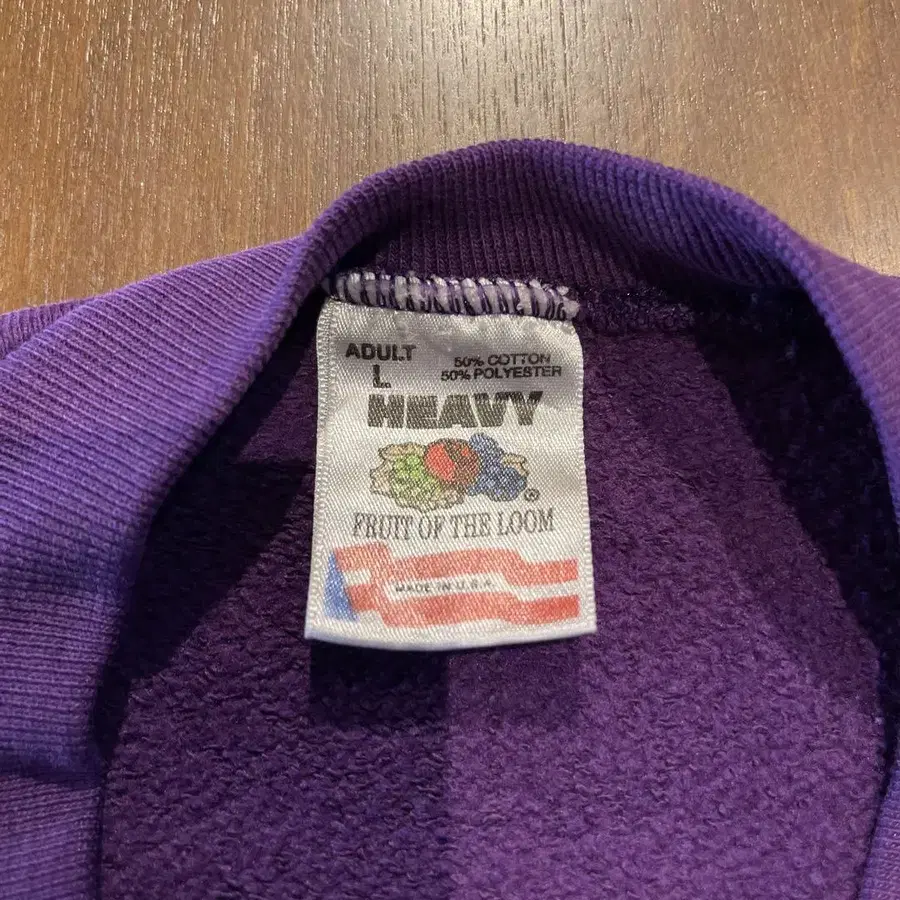 ADULT
L
50% COTTON
50% POLYESTER
HEAVY
®
FRUIT OF THE LOOM
MADE IN U.S.A.